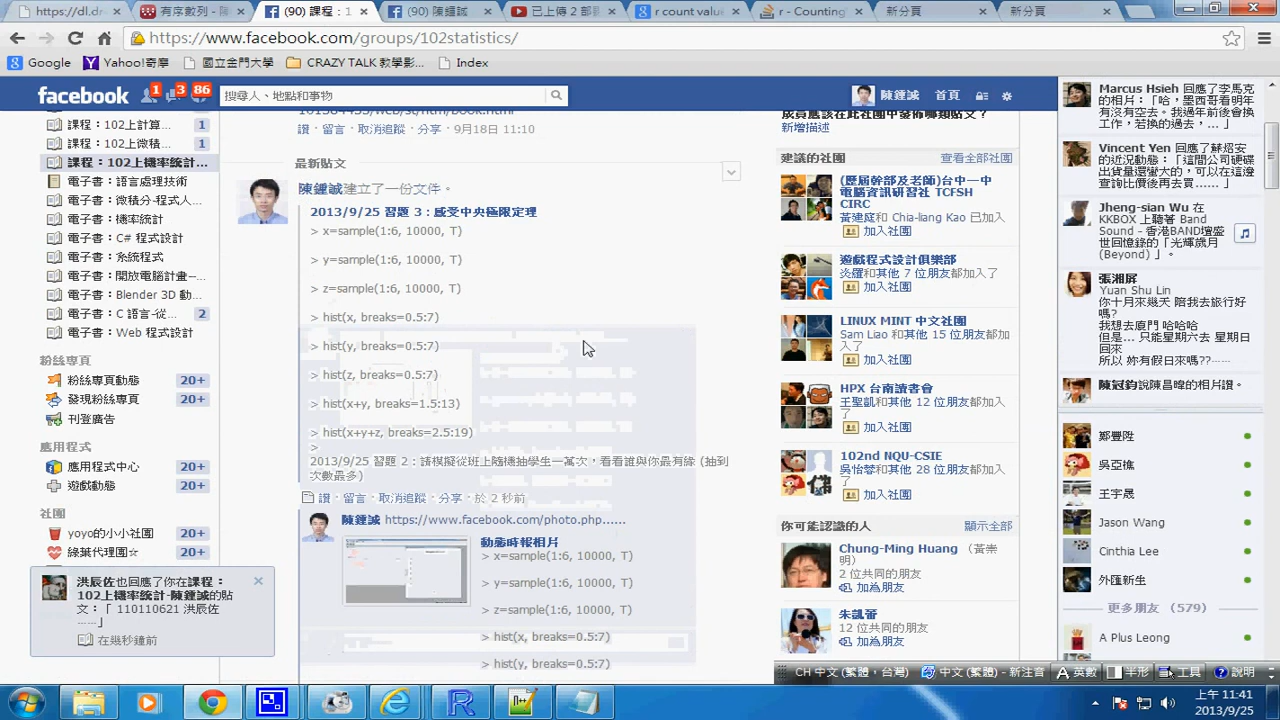 https://dl.dr
有序數列 - 隨
(90) 課程：1
(90) 陳鍾誠
已上傳 2 部影
r count value
r - Counting
新分頁
新分頁
https://www.facebook.com/groups/102statistics/
Google
Yahoo!奇摩
國立金門大學
CRAZY TALK 教學影...
Index
facebook
1
3
86
搜尋人、地點和事物
陳鍾誠
首頁
課程：102上計算... 1
課程：102上微積... 1
課程：102上機率統計...
電子書：語言處理技術
電子書：微積分-程式人...
電子書：機率統計
電子書：C# 程式設計
電子書：系統程式
電子書：開放電腦計畫--...
電子書：Blender 3D 動...
電子書：C 語言-從... 2
電子書：Web 程式設計
粉絲專頁
粉絲專頁動態 20+
發現粉絲專頁 20+
刊登廣告
應用程式
應用程式中心 20+
遊戲動態 20+
社團
yoyo的小小社團 20+
綠葉代理團☆ 20+
洪辰佐也回應了你在課程：
102上機率統計-陳鍾誠的貼
文：「 110110621 洪辰佐
……」
在幾秒鐘前
讚 · 留言 · 取消追蹤 · 分享 · 9月18日 11:10
最新貼文
陳鍾誠建立了一份文件。
2013/9/25 習題 3：感受中央極限定理
> x=sample(1:6, 10000, T)
> y=sample(1:6, 10000, T)
> z=sample(1:6, 10000, T)
> hist(x, breaks=0.5:7)
> hist(y, breaks=0.5:7)
> hist(z, breaks=0.5:7)
> hist(x+y, breaks=1.5:13)
> hist(x+y+z, breaks=2.5:19)
>
2013/9/25 習題 2：請模擬從班上隨機抽學生一萬次，看看誰與你最有緣 (抽到
次數最多)
讚 · 留言 · 取消追蹤 · 分享 · 於 2 秒前
陳鍾誠 https://www.facebook.com/photo.php......
動態時報相片
> x=sample(1:6, 10000, T)
> y=sample(1:6, 10000, T)
> z=sample(1:6, 10000, T)
> hist(x, breaks=0.5:7)
> hist(y, breaks=0.5:7)
成員應該在此社團中發佈哪類貼文？
新增描述
建議的社團 查看全部社團
(歷屆幹部及老師)台中一中
電腦資訊研習社 TCFSH
CIRC
黃建庭和 Chia-liang Kao 已加入
加入社團
遊戲程式設計俱樂部
和其他 7 位朋友都加入了
加入社團
LINUX MINT 中文社團
Sam Liao 和其他 15 位朋友都加
入了
加入社團
HPX 台南讀書會
王聖凱和其他 12 位朋友都加入
了
加入社團
102nd NQU-CSIE
和其他 28 位朋友都加入了
加入社團
你可能認識的人 顯示全部
Chung-Ming Huang （黃崇
明）
2 位共同的朋友
加為朋友
12 位共同的朋友
加為朋友
Marcus Hsieh 回應了李馬克
的相片：「哈，墨西哥看明年
有沒有空去。我過年前後會換
工作，若換的過去，... 」
Vincent Yen 回應了
的近況動態：「這間公司硬碟
出貨量還蠻大的，可以在這邊
查詢比價後再去買...... 」
Jheng-sian Wu 在
KKBOX 上聽著 Band
Sound - 香港BAND壇盛
世回憶錄的「光輝歲月
(Beyond) 」。
張湘屏
Yuan Shu Lin
你十月來幾天 陪我去旅行好
嗎?
我想去廈門 哈哈哈
但是... 只能星期六去 星期日
回來
所以 妳有假日來嗎??……
陳冠鈞說陳昌暐的相片讚。
鄭豐陞
吳亞樵
王宇晟
Jason Wang
Cinthia Lee
外匯新生
更多朋友 （579）
A Plus Leong
CH 中文 (繁體，台灣)
中文 (繁體) - 新注音
英數
半形
工具
說明
上午 11:41
2013/9/25